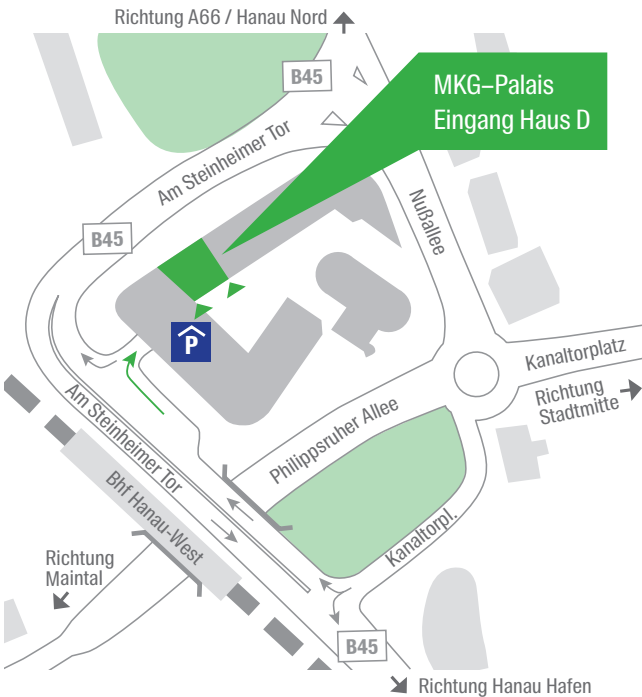 Richtung A66 / Hanau Nord
B45
MKG–Palais
Eingang Haus D
Am Steinheimer Tor
Nußallee
B45
P
Kanaltorplatz
Richtung
Stadtmitte
Philippsruher Allee
Am Steinheimer Tor
Bhf Hanau-West
Kanaltorpl.
Richtung
Maintal
B45
Richtung Hanau Hafen